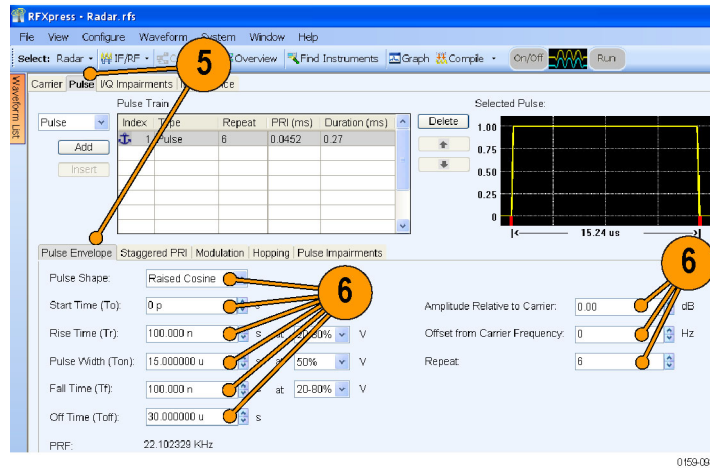 RFXpress - Radar.rfs
File View Configure Waveform System Window Help
Select: Radar IF/RF Overview Find Instruments Graph Compile On/Off Run
5
Waveform List
Carrier Pulse I/Q Impairments
Pulse Train Selected Pulse:
Pulse Index Type Repeat PRI (ms) Duration (ms) Delete
1 Pulse 6 0.0452 0.27
Add
Insert
1.00
0.75
0.50
0.25
0
15.24 us
Pulse Envelope Staggered PRI Modulation Hopping Pulse Impairments
6
6
Pulse Shape: Raised Cosine
Start Time (To): 0 p s Amplitude Relative to Carrier: 0.00 dB
Rise Time (Tr): 100.000 n s at 20-80% V Offset from Carrier Frequency: 0 Hz
Pulse Width (Ton): 15.000000 u s at 50% V Repeat: 6
Fall Time (Tf): 100.000 n s at 20-80% V
Off Time (Toff): 30.000000 u s
PRF: 22.102329 KHz
0159-09